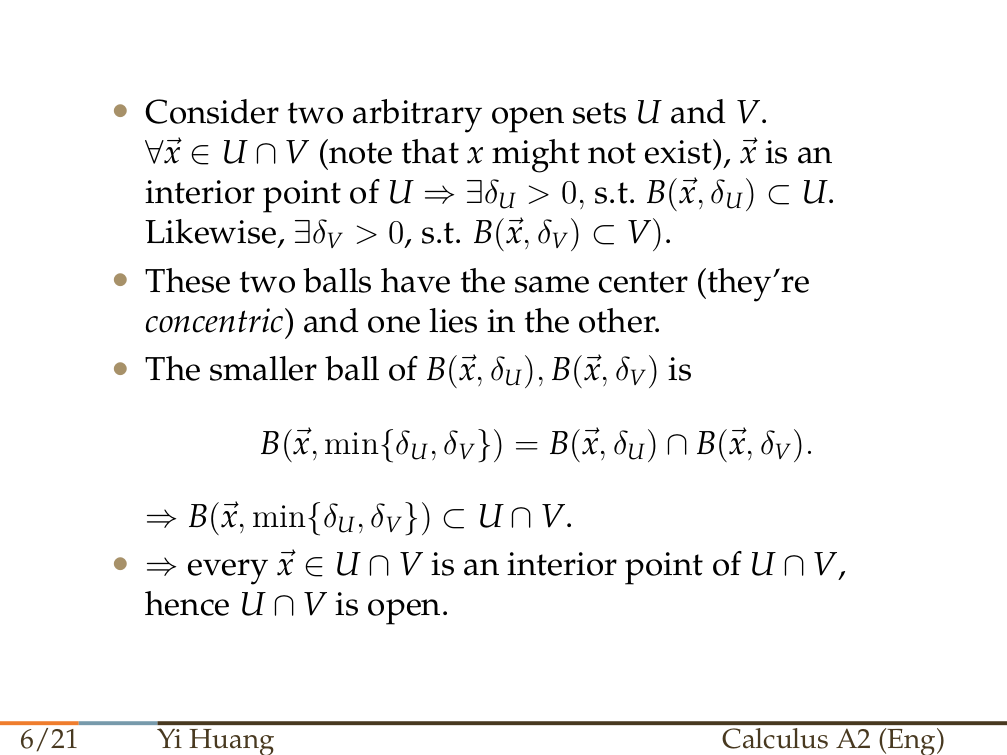 • Consider two arbitrary open sets U and V.
∀x⃗ ∈ U ∩ V (note that x might not exist), x⃗ is an
interior point of U ⇒ ∃δ_U > 0, s.t. B(x⃗, δ_U) ⊂ U.
Likewise, ∃δ_V > 0, s.t. B(x⃗, δ_V) ⊂ V).
• These two balls have the same center (they’re
concentric) and one lies in the other.
• The smaller ball of B(x⃗, δ_U), B(x⃗, δ_V) is
B(x⃗, min{δ_U, δ_V}) = B(x⃗, δ_U) ∩ B(x⃗, δ_V).
⇒ B(x⃗, min{δ_U, δ_V}) ⊂ U ∩ V.
• ⇒ every x⃗ ∈ U ∩ V is an interior point of U ∩ V,
hence U ∩ V is open.
6/21 Yi Huang Calculus A2 (Eng)